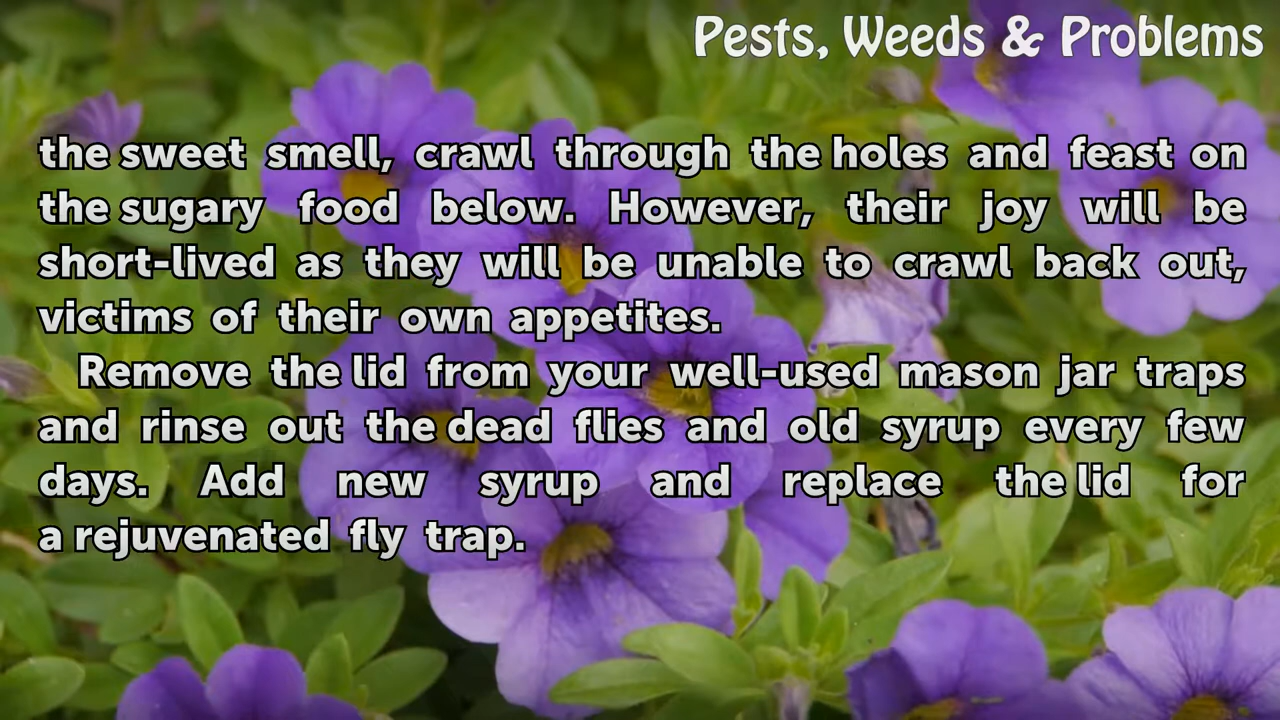 Pests, Weeds & Problems
the sweet smell, crawl through the holes and feast on
the sugary food below. However, their joy will be
short-lived as they will be unable to crawl back out,
victims of their own appetites.
Remove the lid from your well-used mason jar traps
and rinse out the dead flies and old syrup every few
days. Add new syrup and replace the lid for
a rejuvenated fly trap.